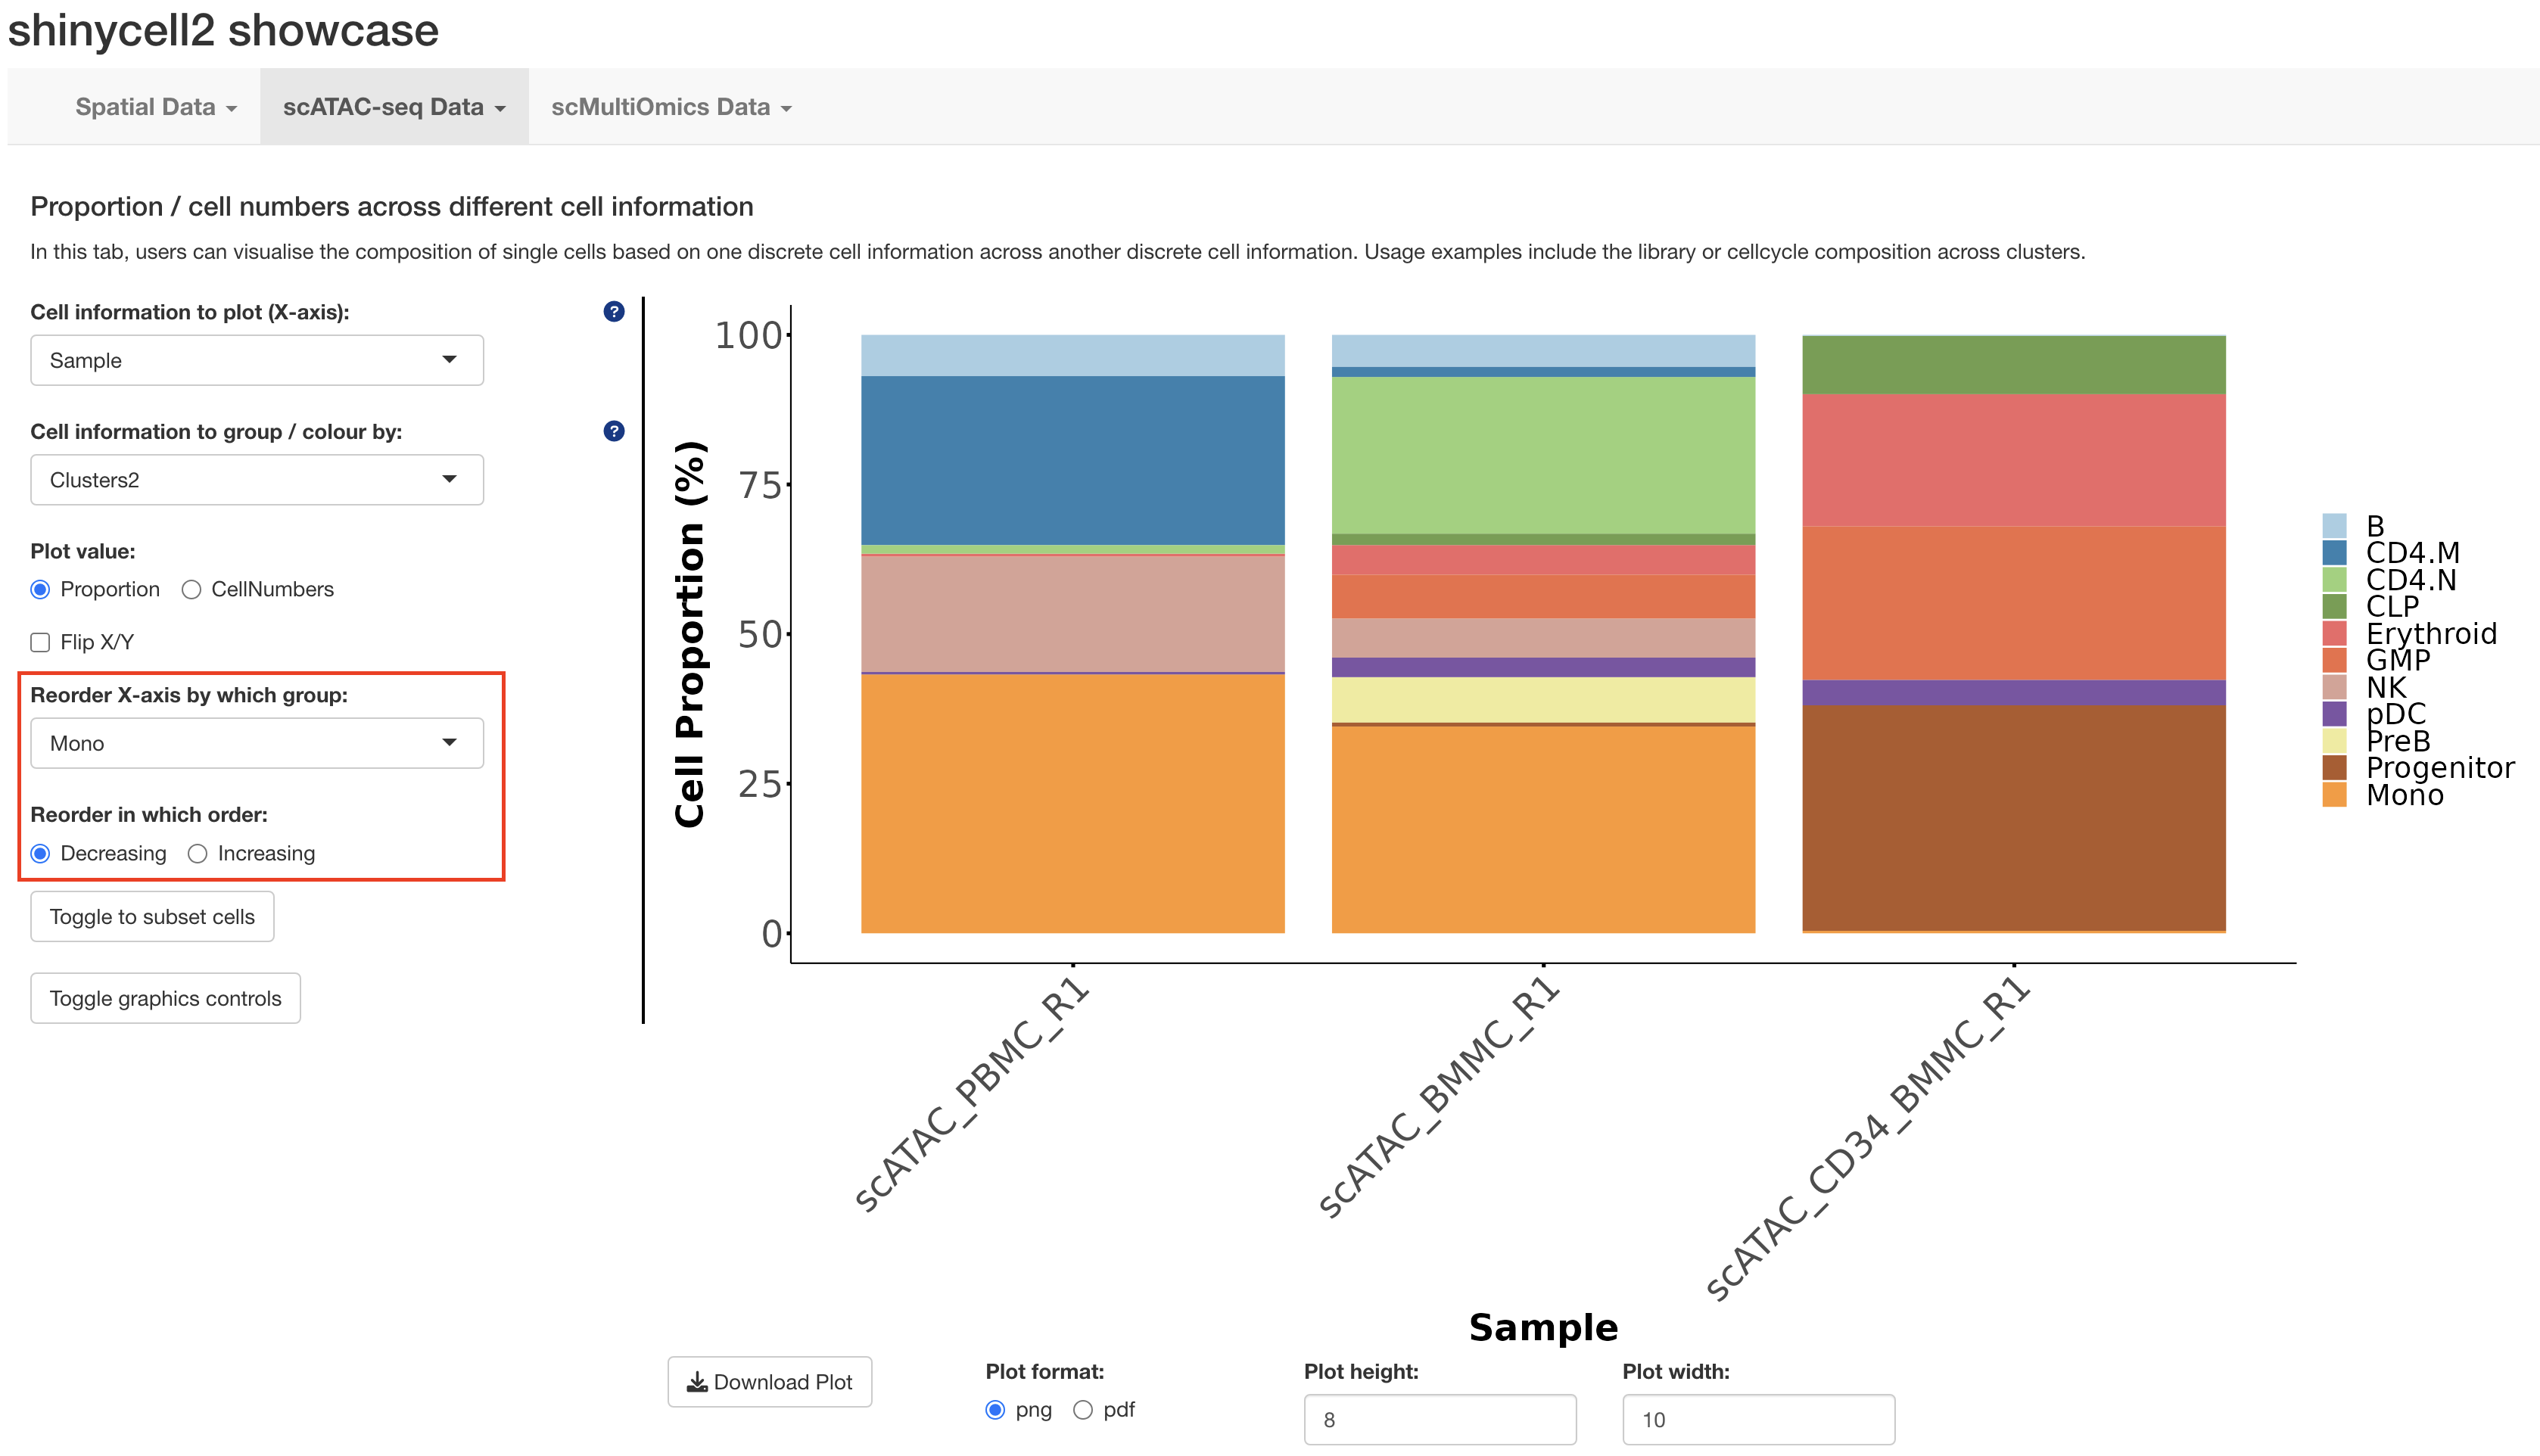 shinycell2 showcase
Spatial Data scATAC-seq Data scMultiOmics Data
Proportion / cell numbers across different cell information
In this tab, users can visualise the composition of single cells based on one discrete cell information across another discrete cell information. Usage examples include the library or cellcycle composition across clusters.
Cell information to plot (X-axis): ?
Sample
Cell information to group / colour by: ?
Clusters2
Plot value:
Proportion CellNumbers
Flip X/Y
Reorder X-axis by which group:
Mono
Reorder in which order:
Decreasing Increasing
Toggle to subset cells
Toggle graphics controls
Cell Proportion (%)
100
75
50
25
0
scATAC_PBMC_R1
scATAC_BMMC_R1
scATAC_CD34_BMMC_R1
Sample
B
CD4.M
CD4.N
CLP
Erythroid
GMP
NK
pDC
PreB
Progenitor
Mono
Download Plot
Plot format:
png pdf
Plot height:
8
Plot width:
10